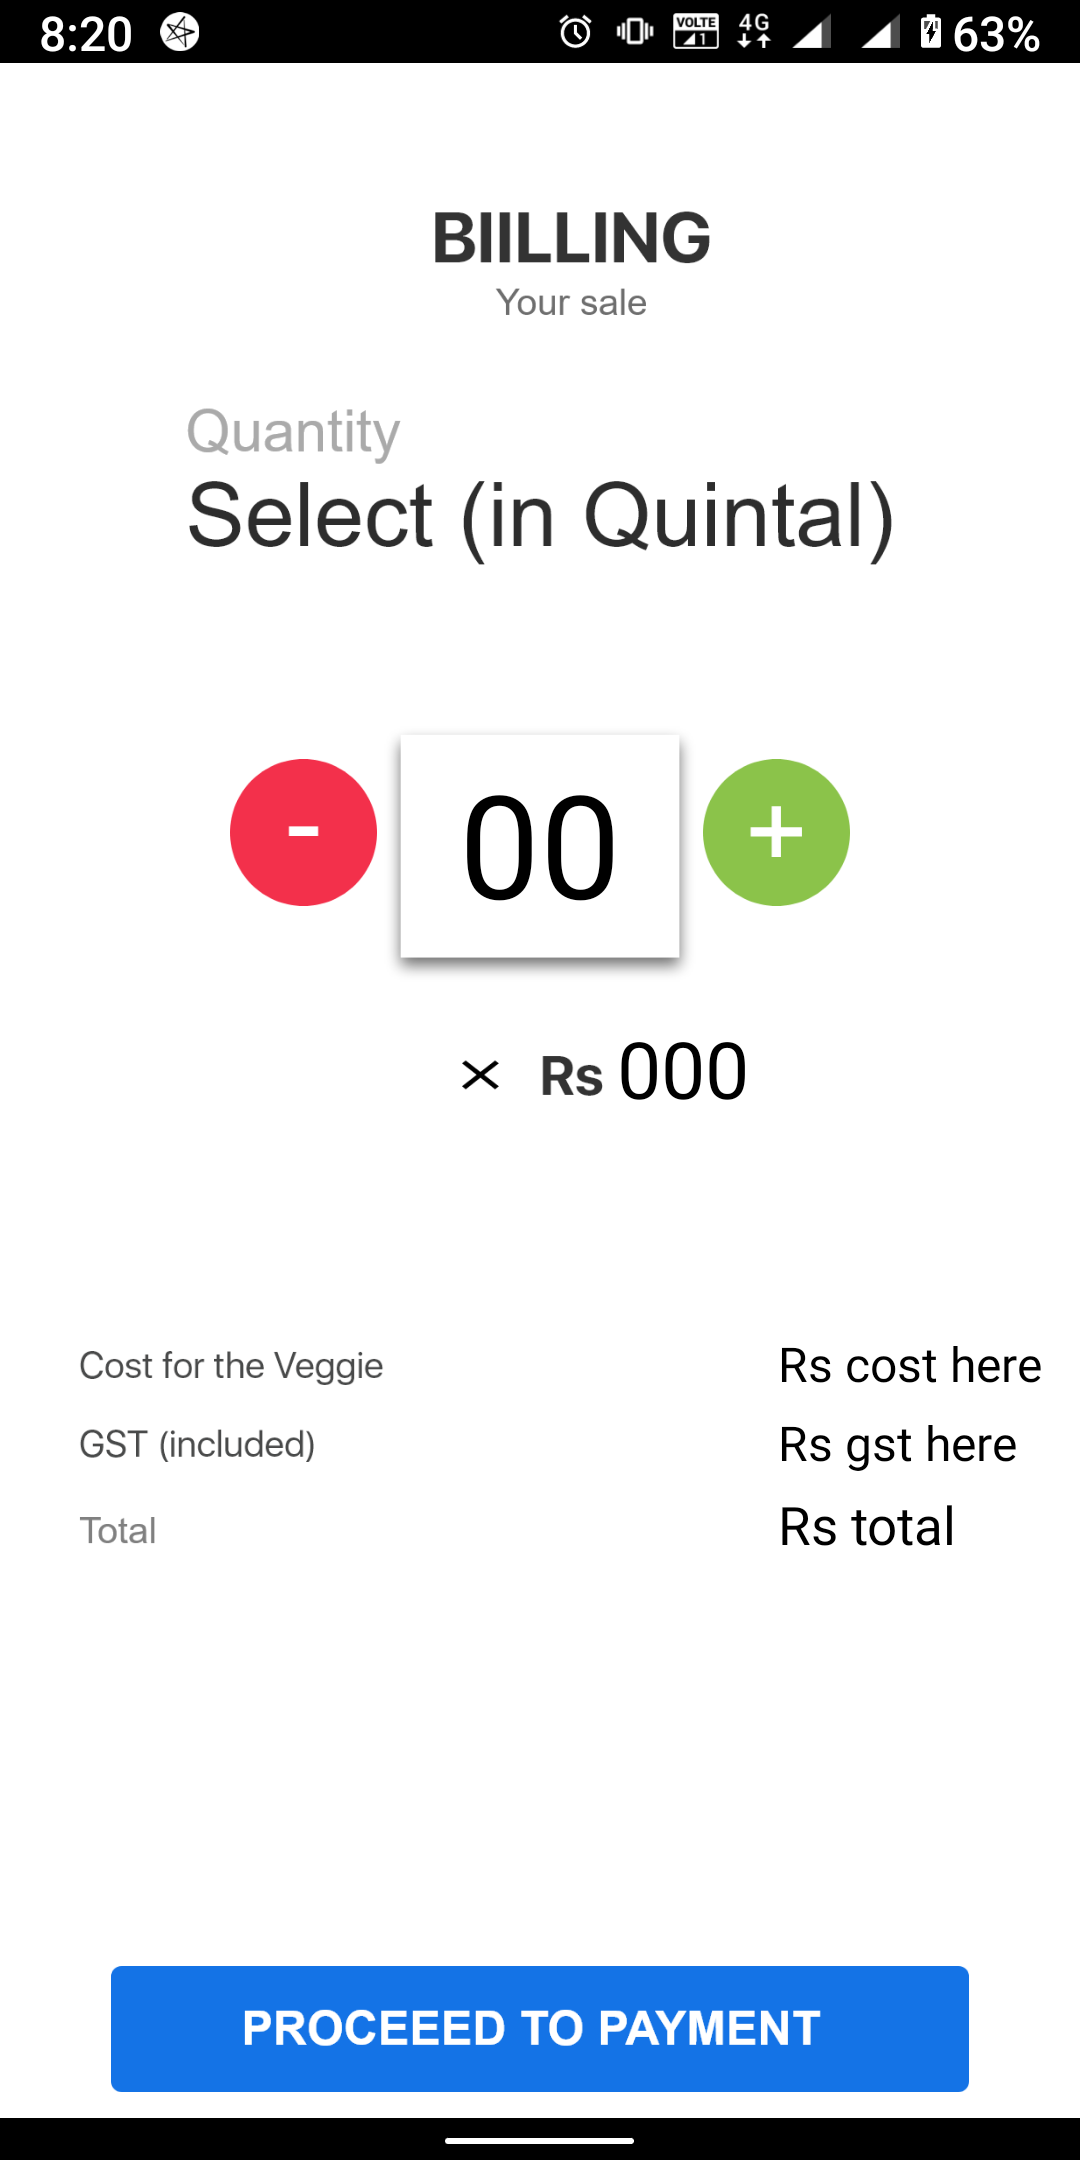 8:20 VOLTE 1 4G 63%
BIILLING
Your sale
Quantity
Select (in Quintal)
- 00 +
× Rs 000
Cost for the Veggie Rs cost here
GST (included) Rs gst here
Total Rs total
PROCEEED TO PAYMENT